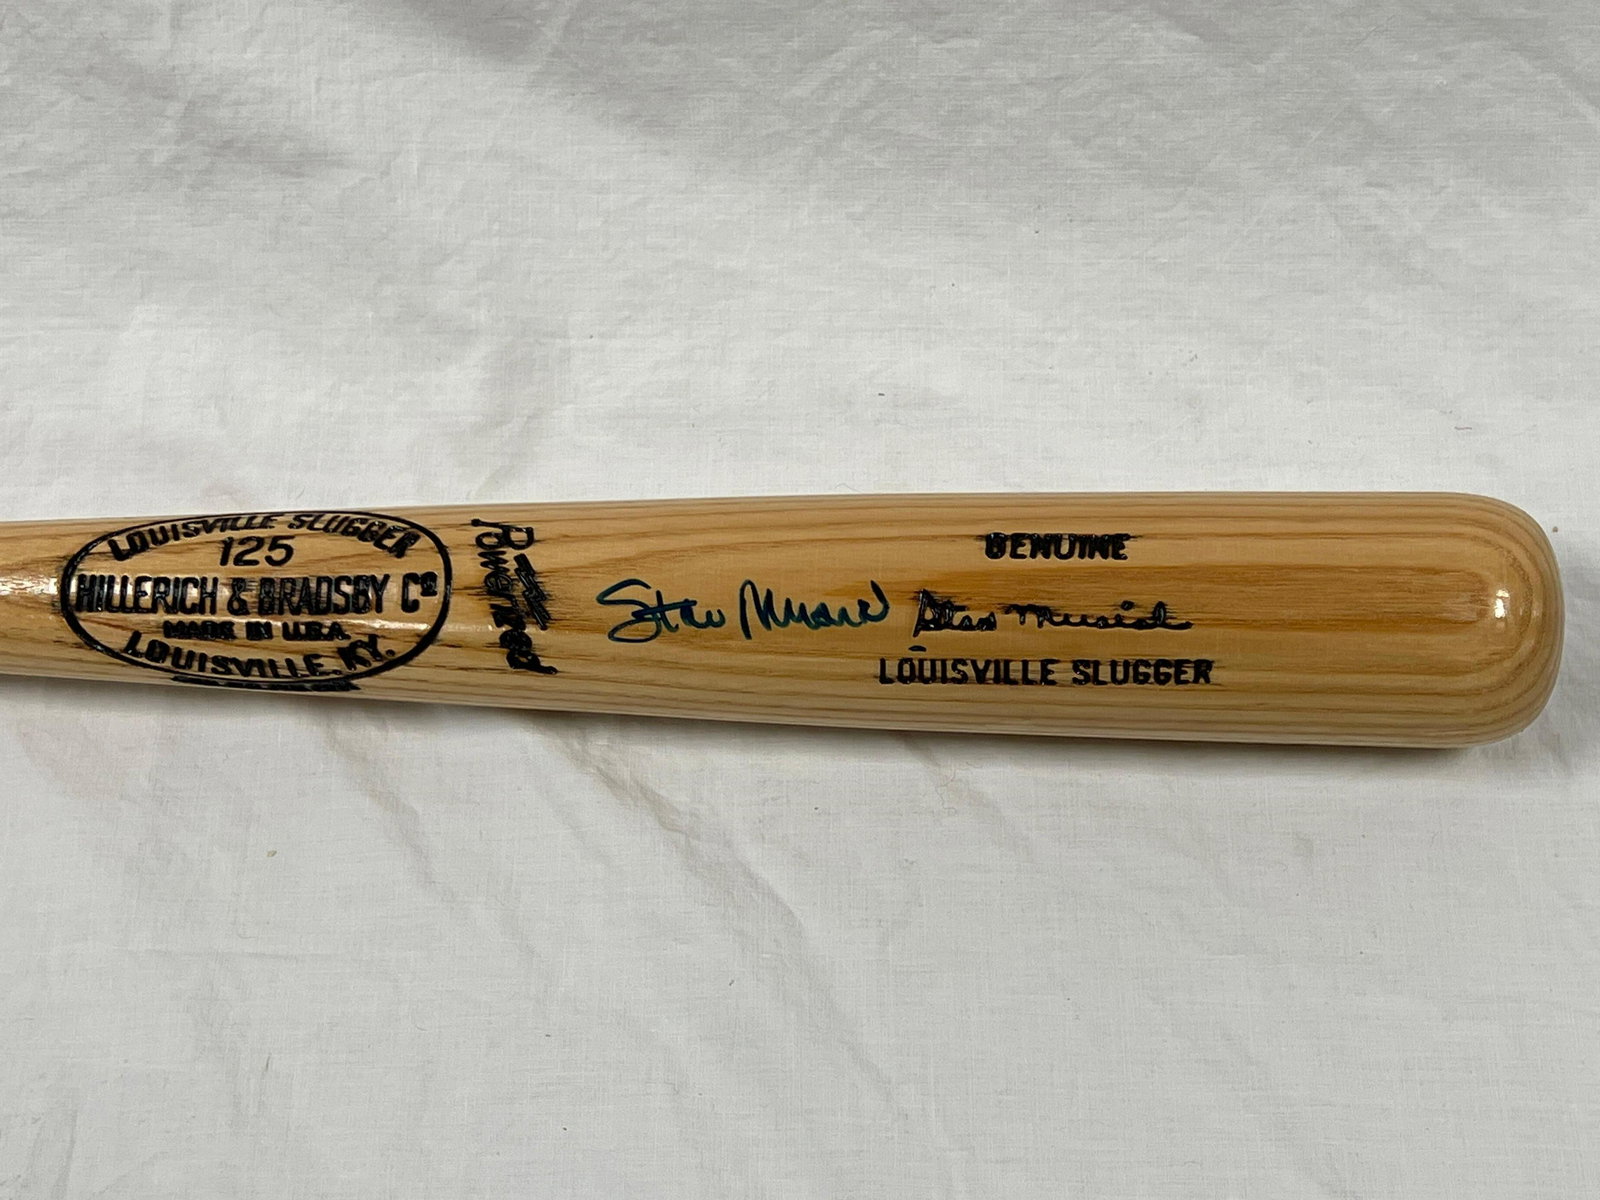 LOUISVILLE SLUGGER
125
HILLERICH & BRADSBY Cº
MADE IN U.S.A.
LOUISVILLE, KY.
Powerized
Stan Musial
GENUINE
Stan Musial
LOUISVILLE SLUGGER